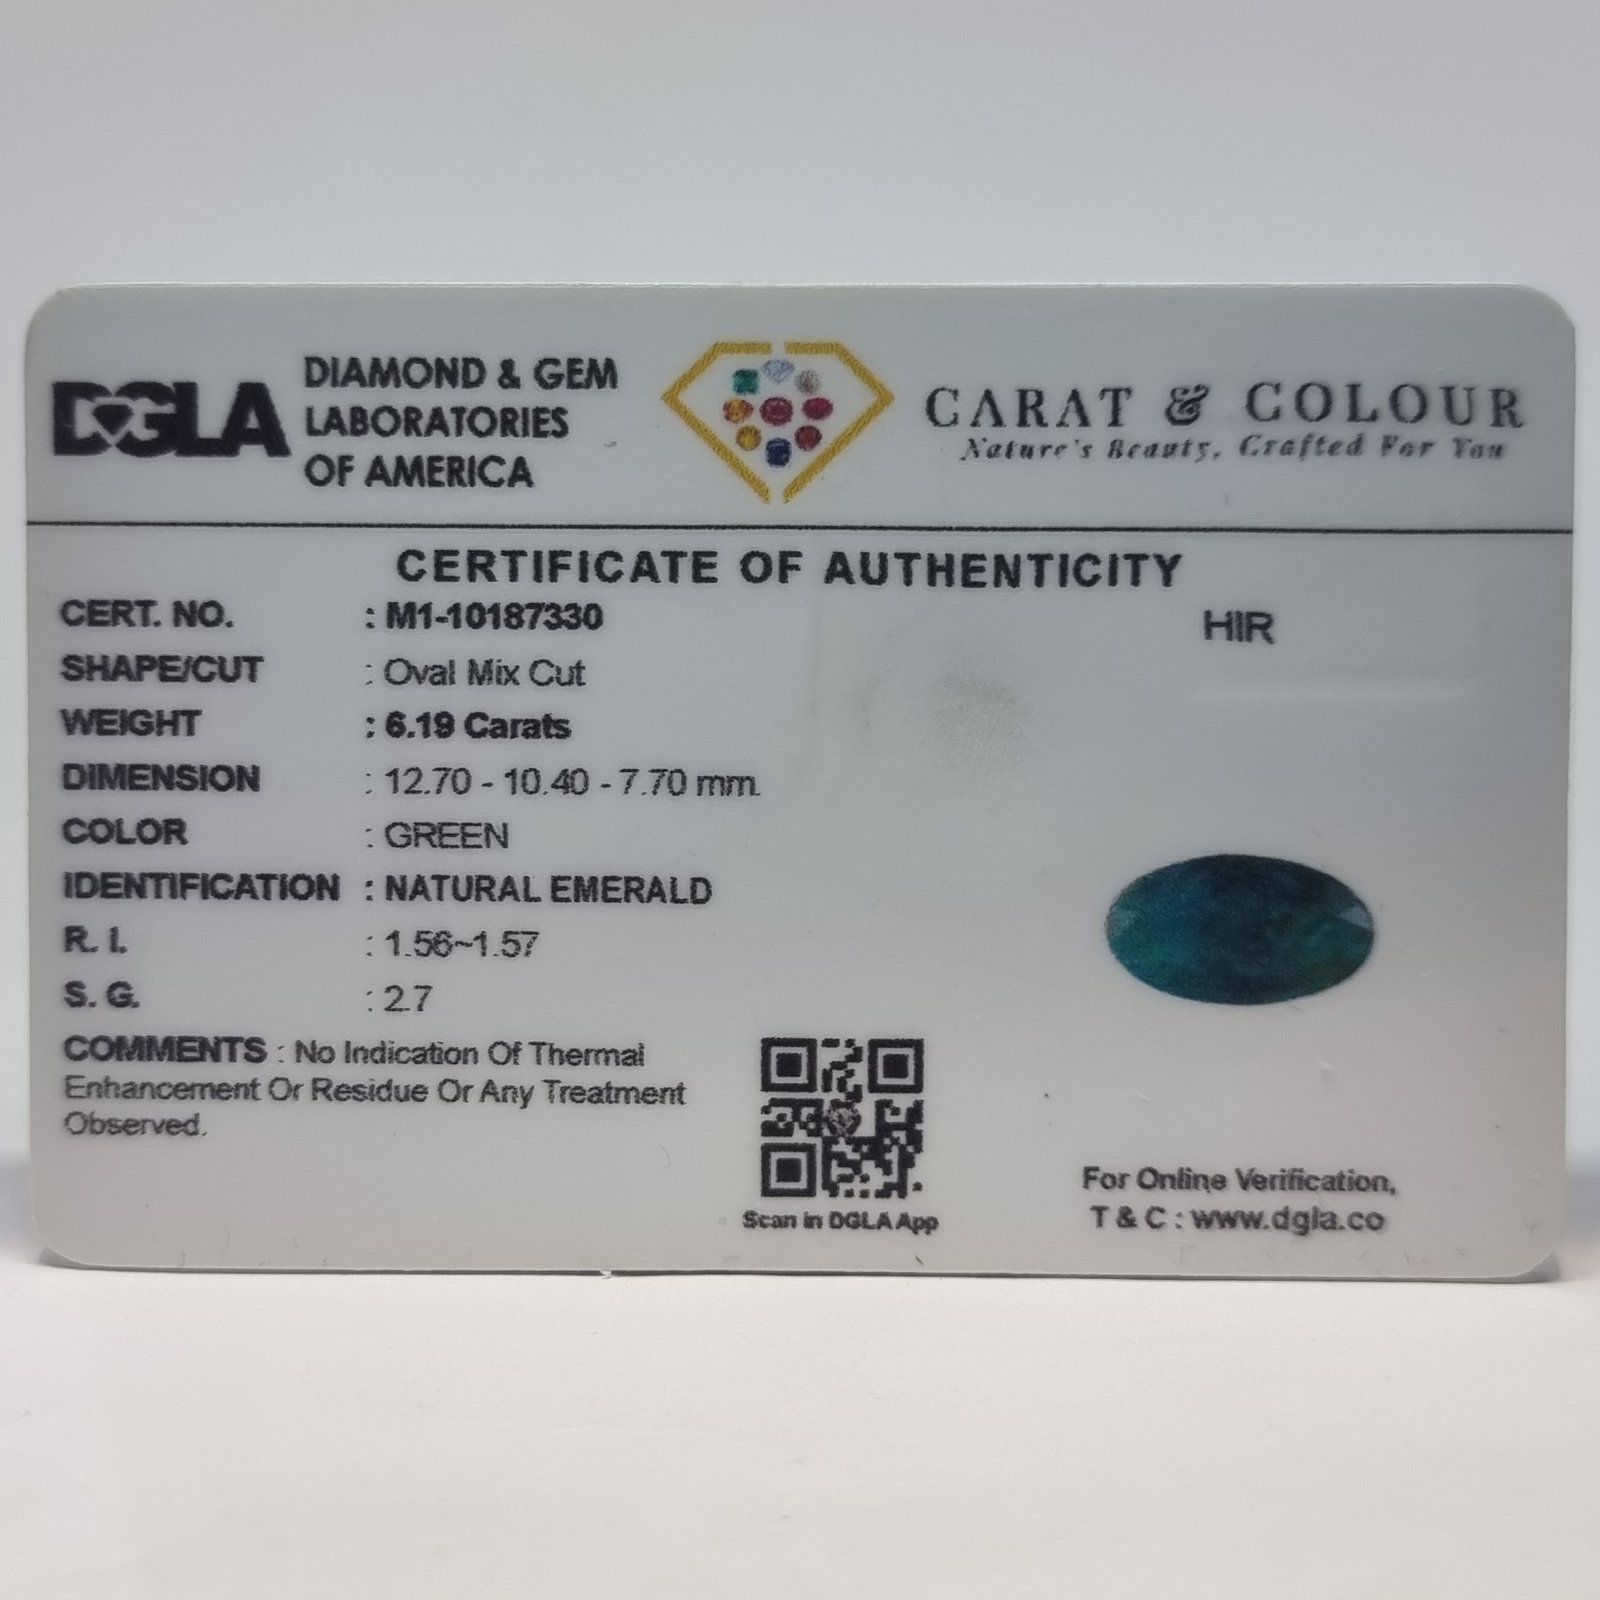 DGLA
DIAMOND & GEM
LABORATORIES
OF AMERICA
CARAT & COLOUR
Nature's Beauty, Crafted For You
CERTIFICATE OF AUTHENTICITY
CERT. NO. : M1-10187330
HIR
SHAPE/CUT : Oval Mix Cut
WEIGHT : 6.19 Carats
DIMENSION : 12.70 - 10.40 - 7.70 mm.
COLOR : GREEN
IDENTIFICATION : NATURAL EMERALD
R. I. : 1.56~1.57
S. G. : 2.7
COMMENTS : No Indication Of Thermal
Enhancement Or Residue Or Any Treatment
Observed.
Scan in DGLA App
For Online Verification,
T & C : www.dgla.co